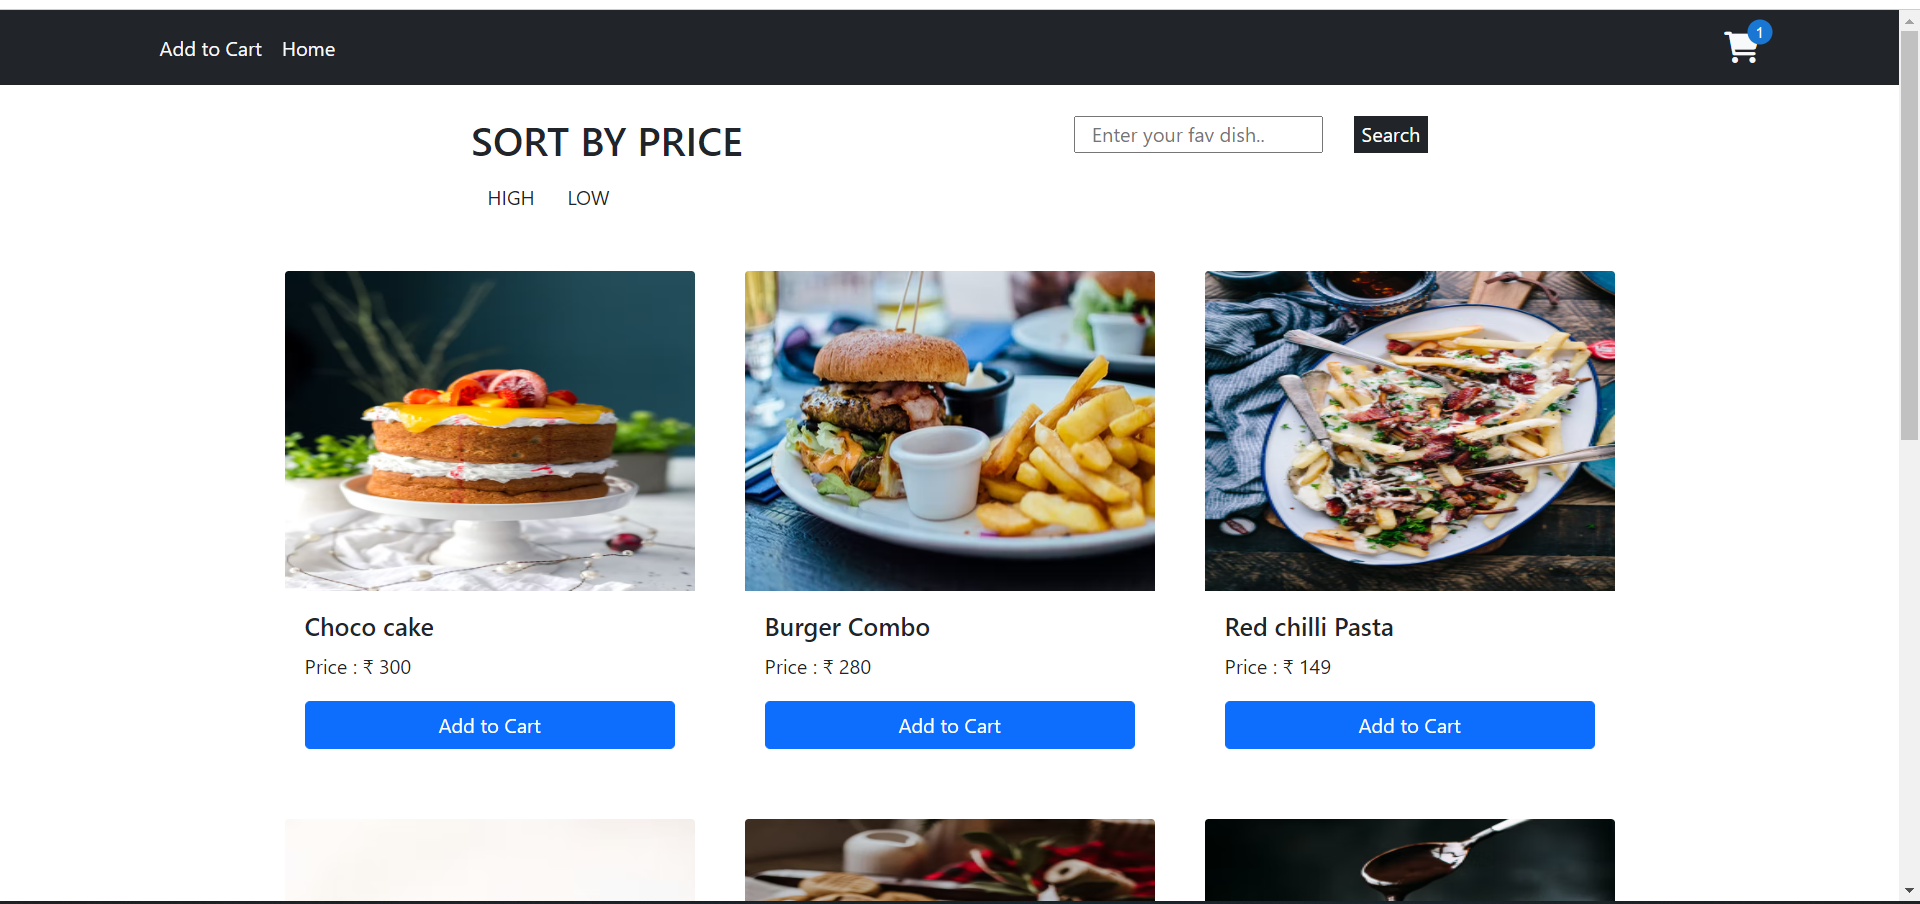 Add to Cart Home 1
SORT BY PRICE
Enter your fav dish.. Search
HIGH LOW
Choco cake
Price : ₹ 300
Add to Cart
Burger Combo
Price : ₹ 280
Add to Cart
Red chilli Pasta
Price : ₹ 149
Add to Cart